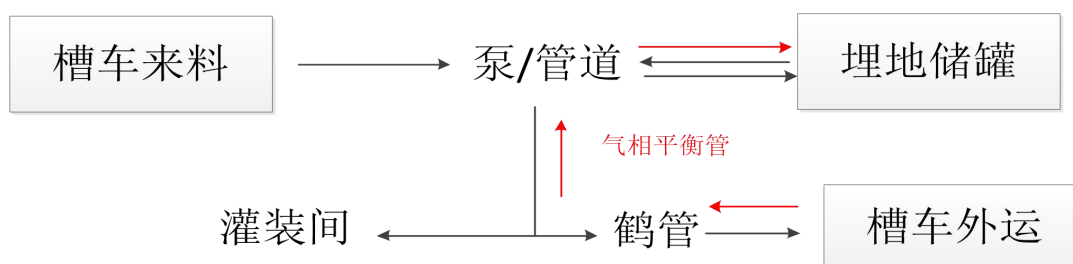 槽车来料
泵/管道
埋地储罐
气相平衡管
灌装间
鹤管
槽车外运